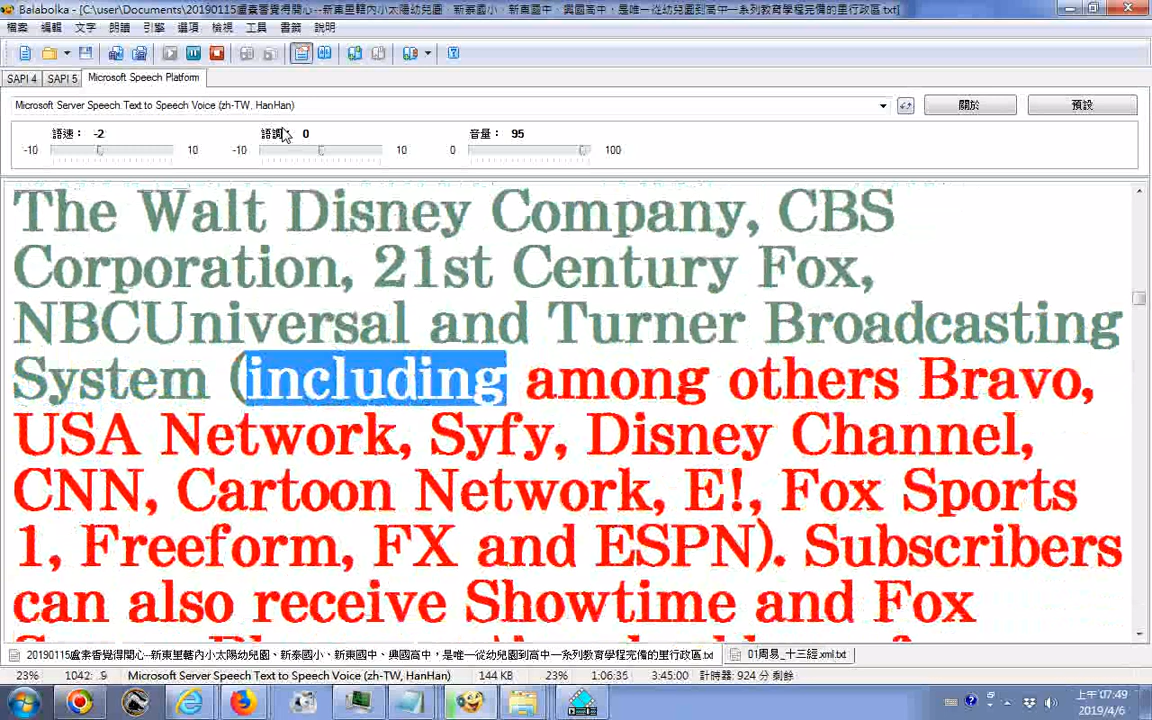 Balabolka - [C:\user\Documents\20190115盧素香覺得開心--新東里轄內小太陽幼兒園、新泰國小、新東國中、興國高中，是唯一從幼兒園到高中一系列教育學程完備的里行政區.txt]
檔案 編輯 文字 朗讀 引擎 選項 檢視 工具 書籤 說明
SAPI 4 SAPI 5 Microsoft Speech Platform
Microsoft Server Speech Text to Speech Voice (zh-TW, HanHan) 關於 預設
語速： -2 語調： 0 音量： 95
-10 10 -10 10 0 100
The Walt Disney Company, CBS
Corporation, 21st Century Fox,
NBCUniversal and Turner Broadcasting
System (including among others Bravo,
USA Network, Syfy, Disney Channel,
CNN, Cartoon Network, E!, Fox Sports
1, Freeform, FX and ESPN). Subscribers
can also receive Showtime and Fox
20190115盧素香覺得開心--新東里轄內小太陽幼兒園、新泰國小、新東國中、興國高中，是唯一從幼兒園到高中一系列教育學程完備的里行政區.txt 01周易_十三經.xml.txt
23% 1042: 9 Microsoft Server Speech Text to Speech Voice (zh-TW, HanHan) 144 KB 23% 1:06:35 3:45:00 計時器: 924 分 剩餘
上午 07:49
2019/4/6